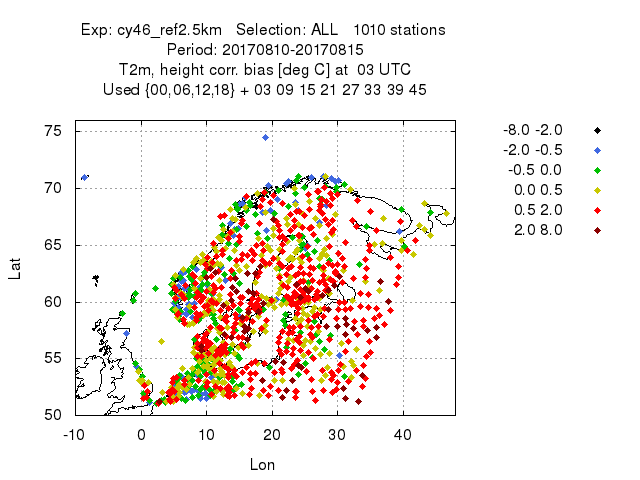 Exp: cy46_ref2.5km   Selection: ALL   1010 stations
Period: 20170810-20170815
T2m, height corr. bias [deg C] at  03 UTC
Used {00,06,12,18} + 03 09 15 21 27 33 39 45
75
70
65
60
55
50
-10 0 10 20 30 40
Lat
Lon
-8.0 -2.0
-2.0 -0.5
-0.5 0.0
0.0 0.5
0.5 2.0
2.0 8.0